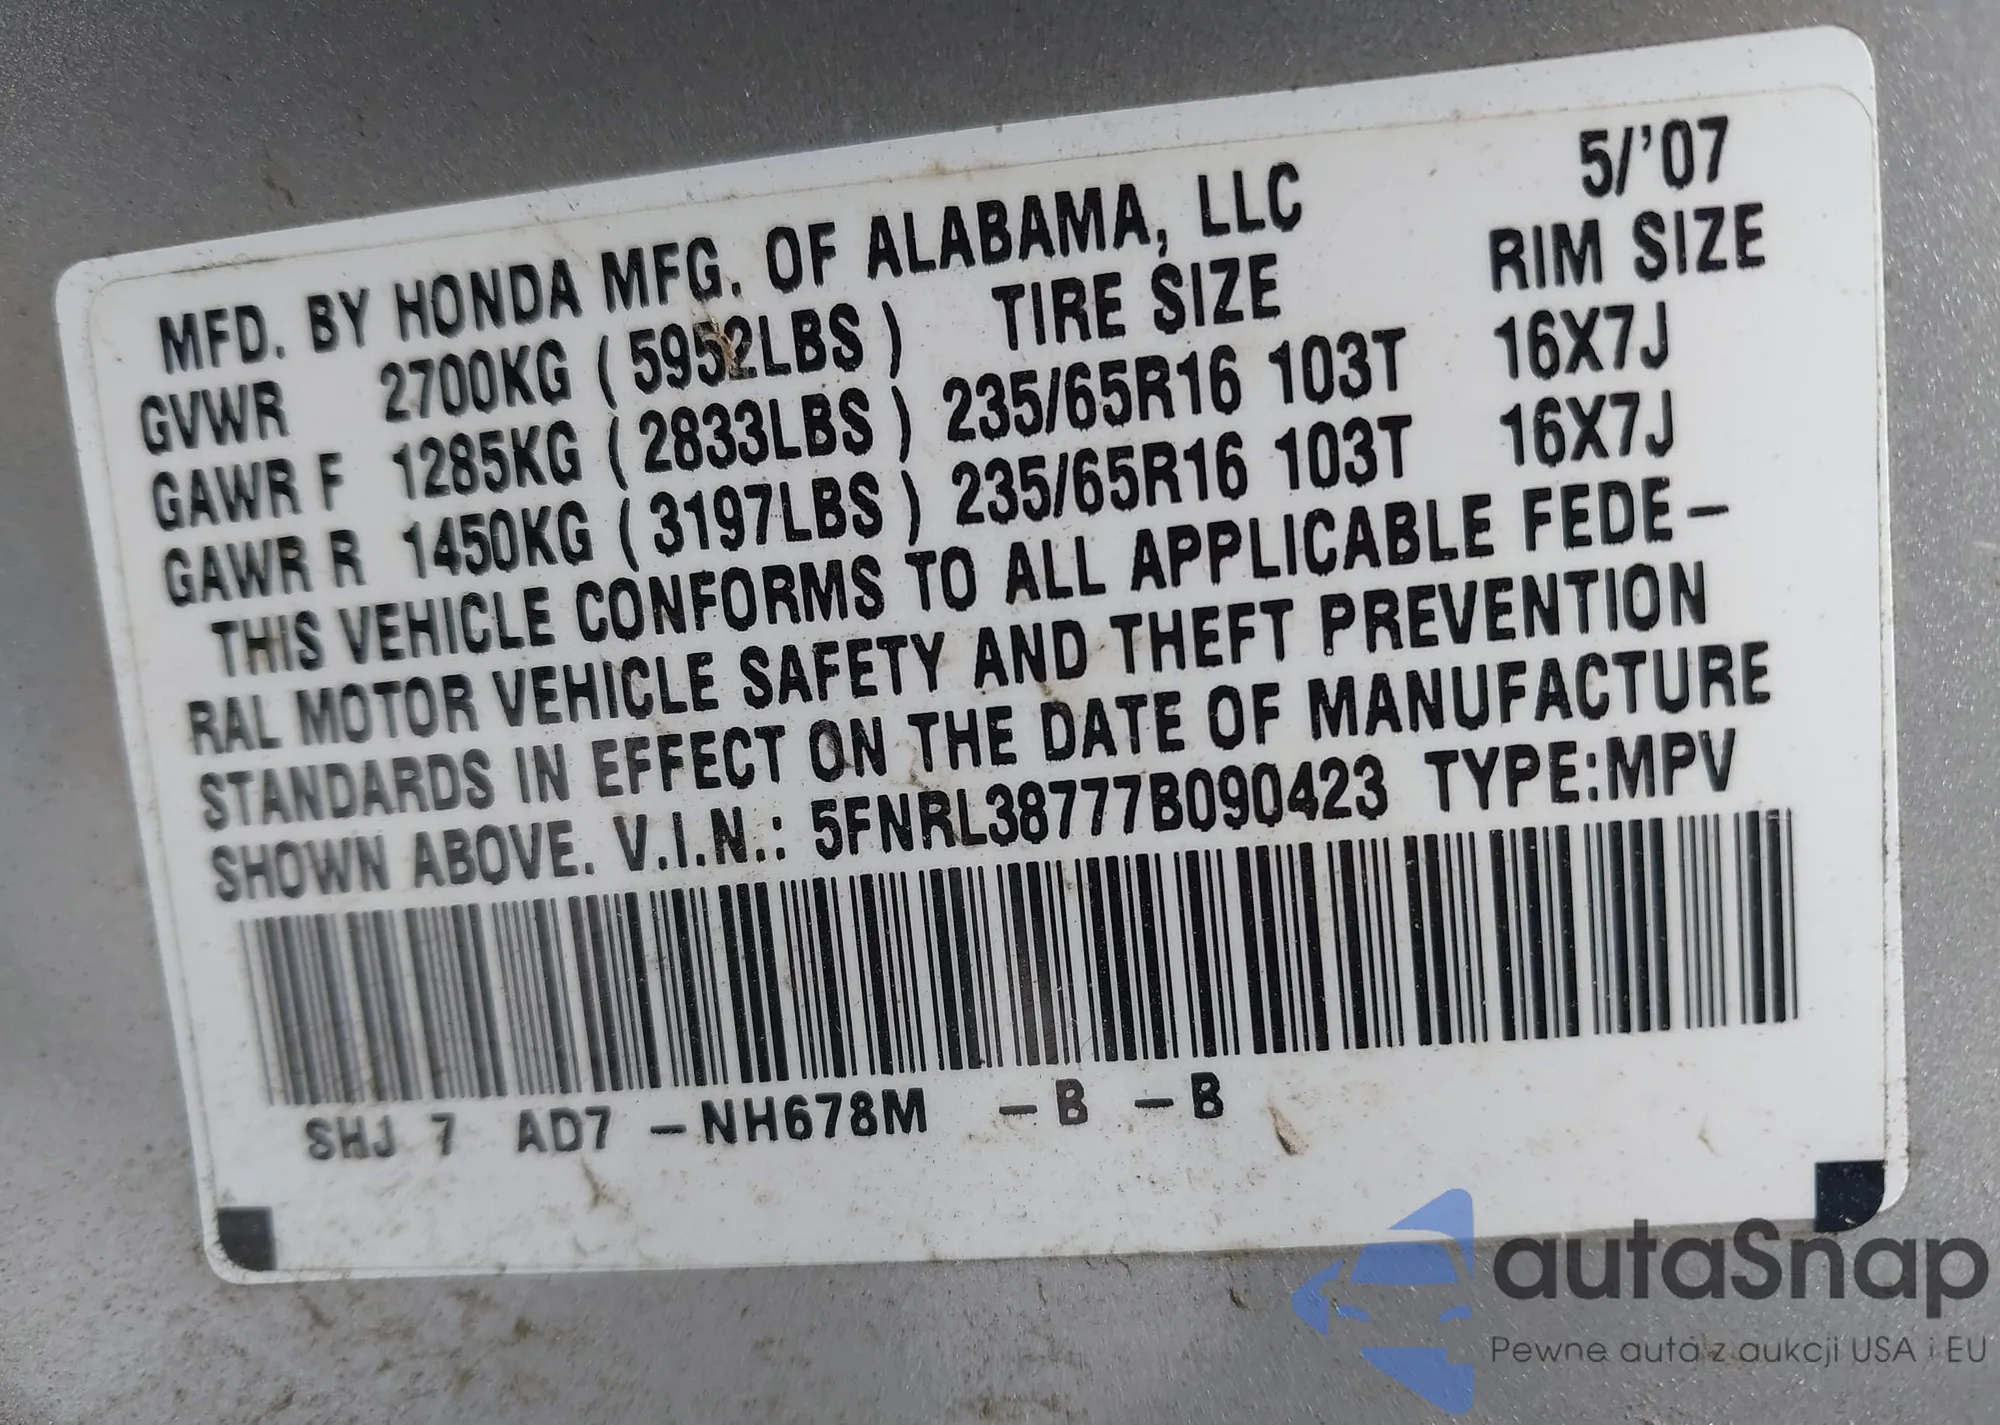 5/'07
MFD. BY HONDA MFG. OF ALABAMA, LLC
GVWR 2700KG (5952LBS) TIRE SIZE RIM SIZE
GAWR F 1285KG (2833LBS) 235/65R16 103T 16X7J
GAWR R 1450KG (3197LBS) 235/65R16 103T 16X7J
THIS VEHICLE CONFORMS TO ALL APPLICABLE FEDE-
RAL MOTOR VEHICLE SAFETY AND THEFT PREVENTION
STANDARDS IN EFFECT ON THE DATE OF MANUFACTURE
SHOWN ABOVE. V.I.N.: 5FNRL38777B090423 TYPE:MPV
SHJ 7 AD7 -NH678M -B -B
autaSnap
Pewne auta z aukcji USA i EU